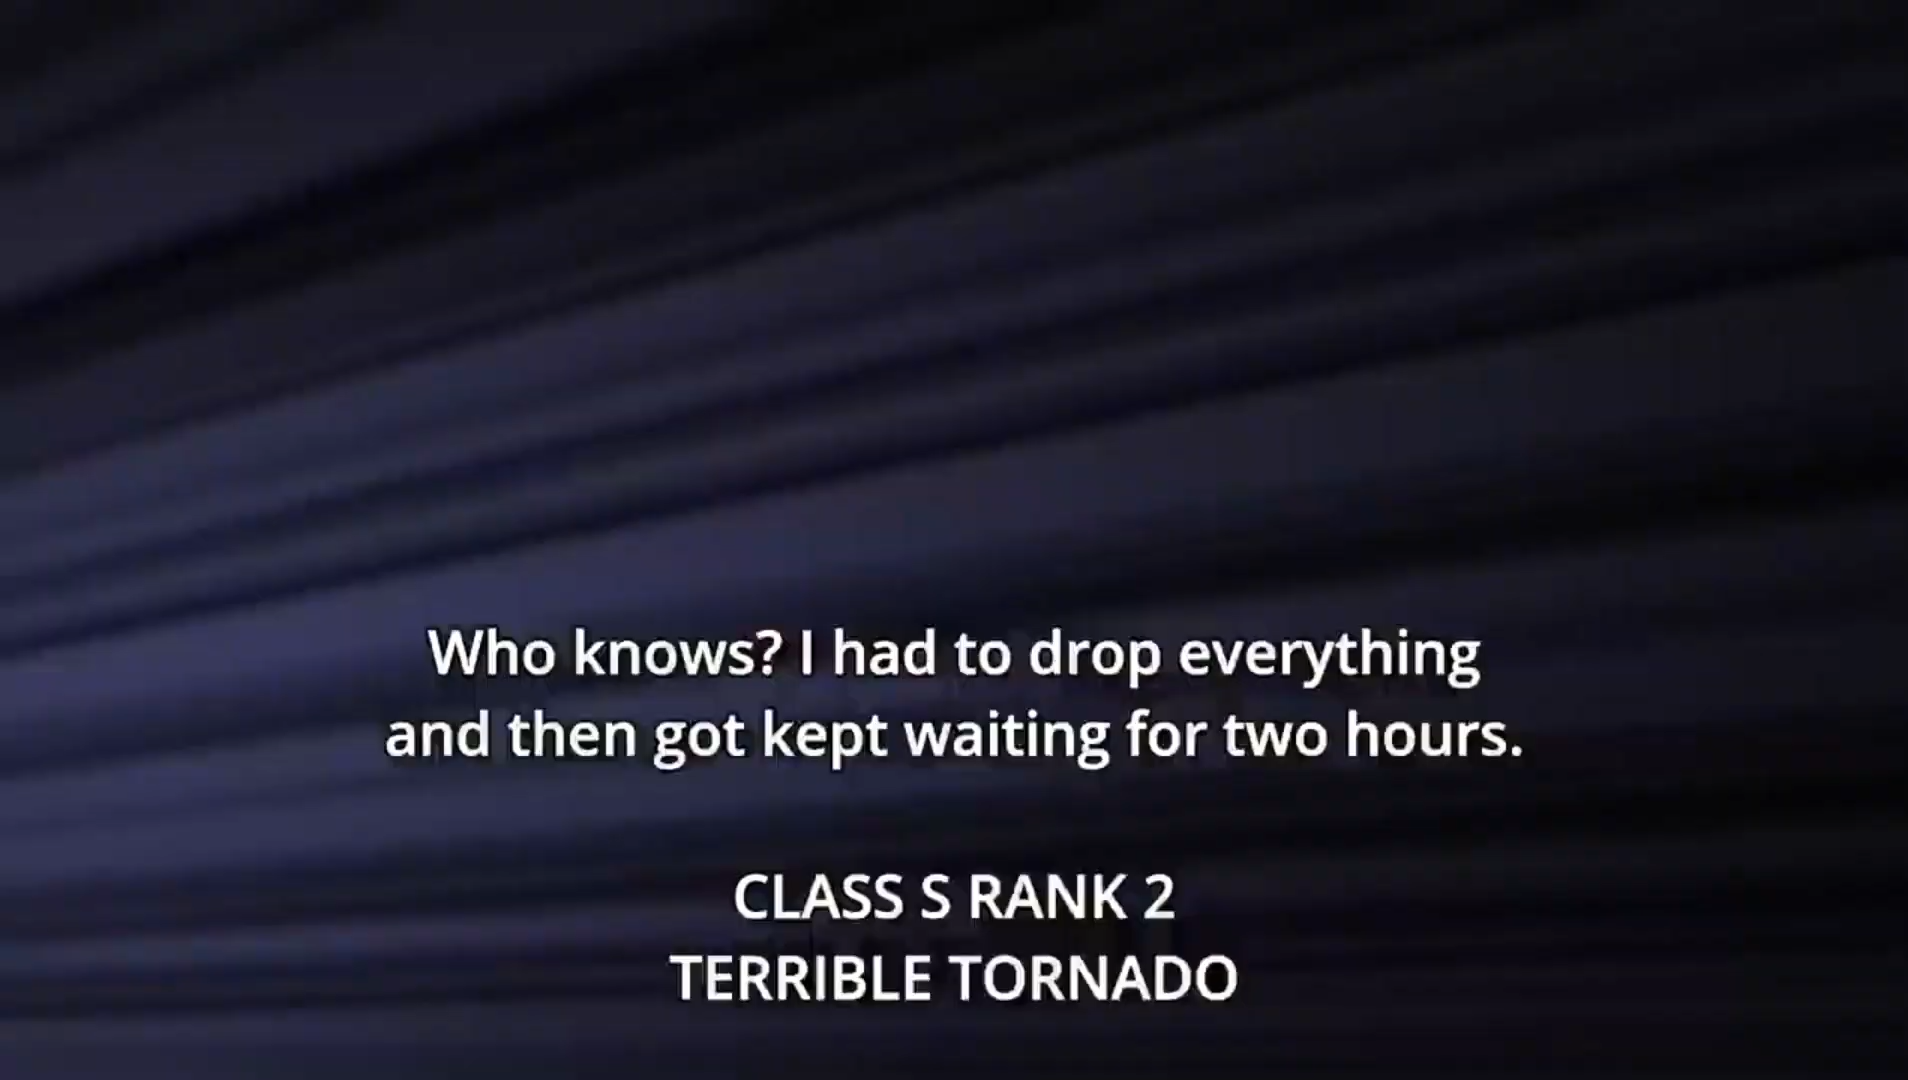 Who knows? I had to drop everything
and then got kept waiting for two hours.
CLASS S RANK 2
TERRIBLE TORNADO